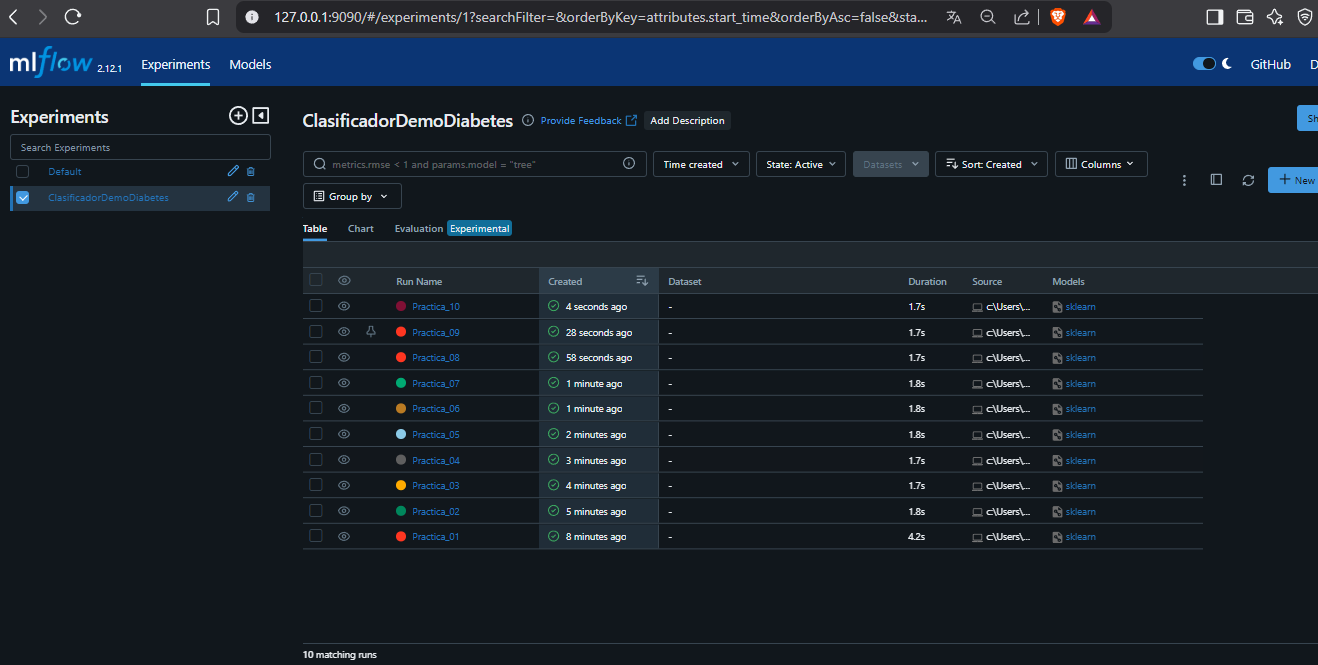 127.0.0.1:9090/#/experiments/1?searchFilter=&orderByKey=attributes.start_time&orderByAsc=false&sta...
mlflow 2.12.1 Experiments Models GitHub D
Experiments
Search Experiments
Default
ClasificadorDemoDiabetes
ClasificadorDemoDiabetes Provide Feedback Add Description
Sh
metrics.rmse < 1 and params.model = "tree" Time created State: Active Datasets Sort: Created Columns
Group by
New
Table Chart Evaluation Experimental
Run Name Created Dataset Duration Source Models
Practica_10 4 seconds ago - 1.7s c:\Users\... sklearn
Practica_09 28 seconds ago - 1.7s c:\Users\... sklearn
Practica_08 58 seconds ago - 1.7s c:\Users\... sklearn
Practica_07 1 minute ago - 1.8s c:\Users\... sklearn
Practica_06 1 minute ago - 1.8s c:\Users\... sklearn
Practica_05 2 minutes ago - 1.8s c:\Users\... sklearn
Practica_04 3 minutes ago - 1.7s c:\Users\... sklearn
Practica_03 4 minutes ago - 1.7s c:\Users\... sklearn
Practica_02 5 minutes ago - 1.8s c:\Users\... sklearn
Practica_01 8 minutes ago - 4.2s c:\Users\... sklearn
10 matching runs